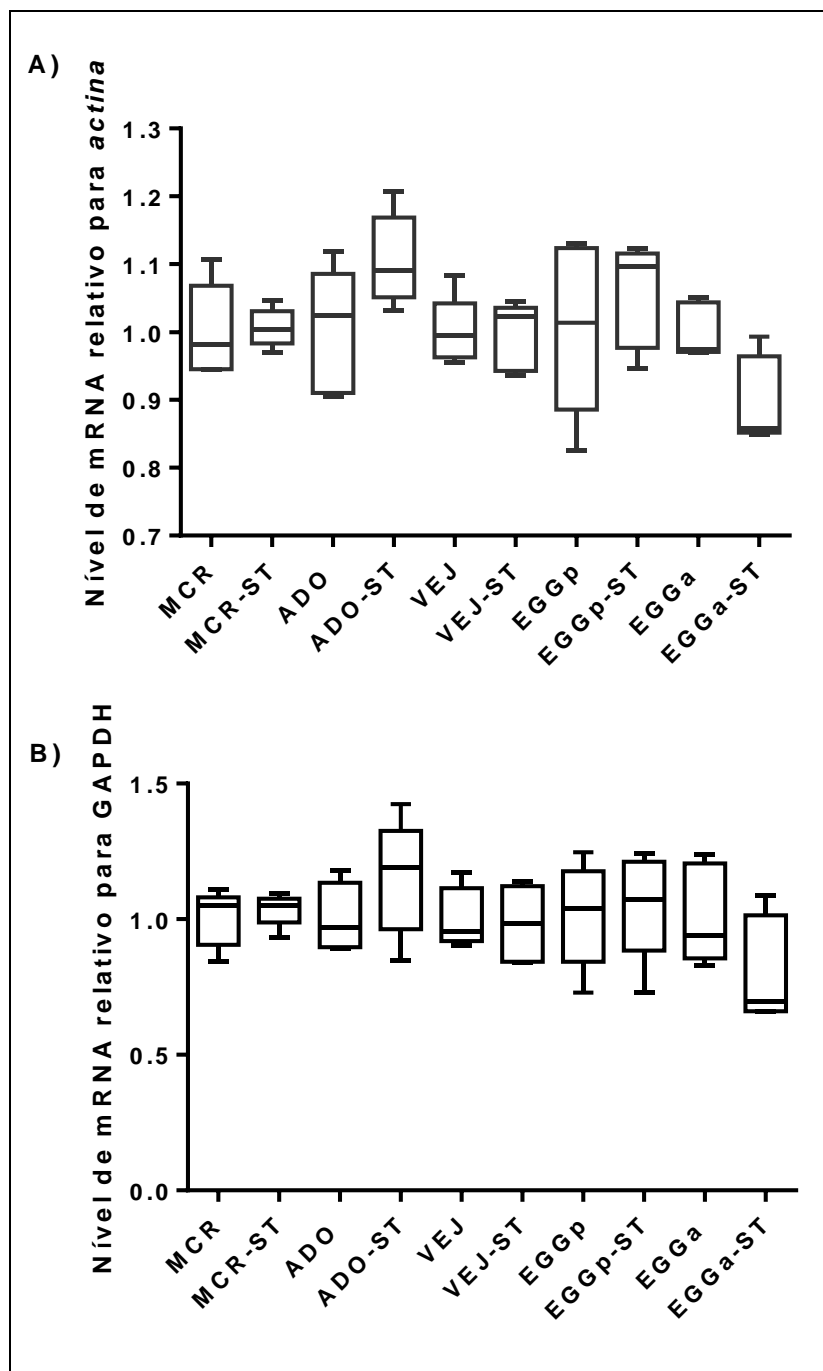 A)
Nível de mRNA relativo para actina
1.3
1.2
1.1
1.0
0.9
0.8
0.7
MCR
MCR-ST
ADO
ADO-ST
VEJ
VEJ-ST
EGGp
EGGp-ST
EGGa
EGGa-ST
B)
Nível de mRNA relativo para GAPDH
1.5
1.0
0.5
0.0
MCR
MCR-ST
ADO
ADO-ST
VEJ
VEJ-ST
EGGp
EGGp-ST
EGGa
EGGa-ST